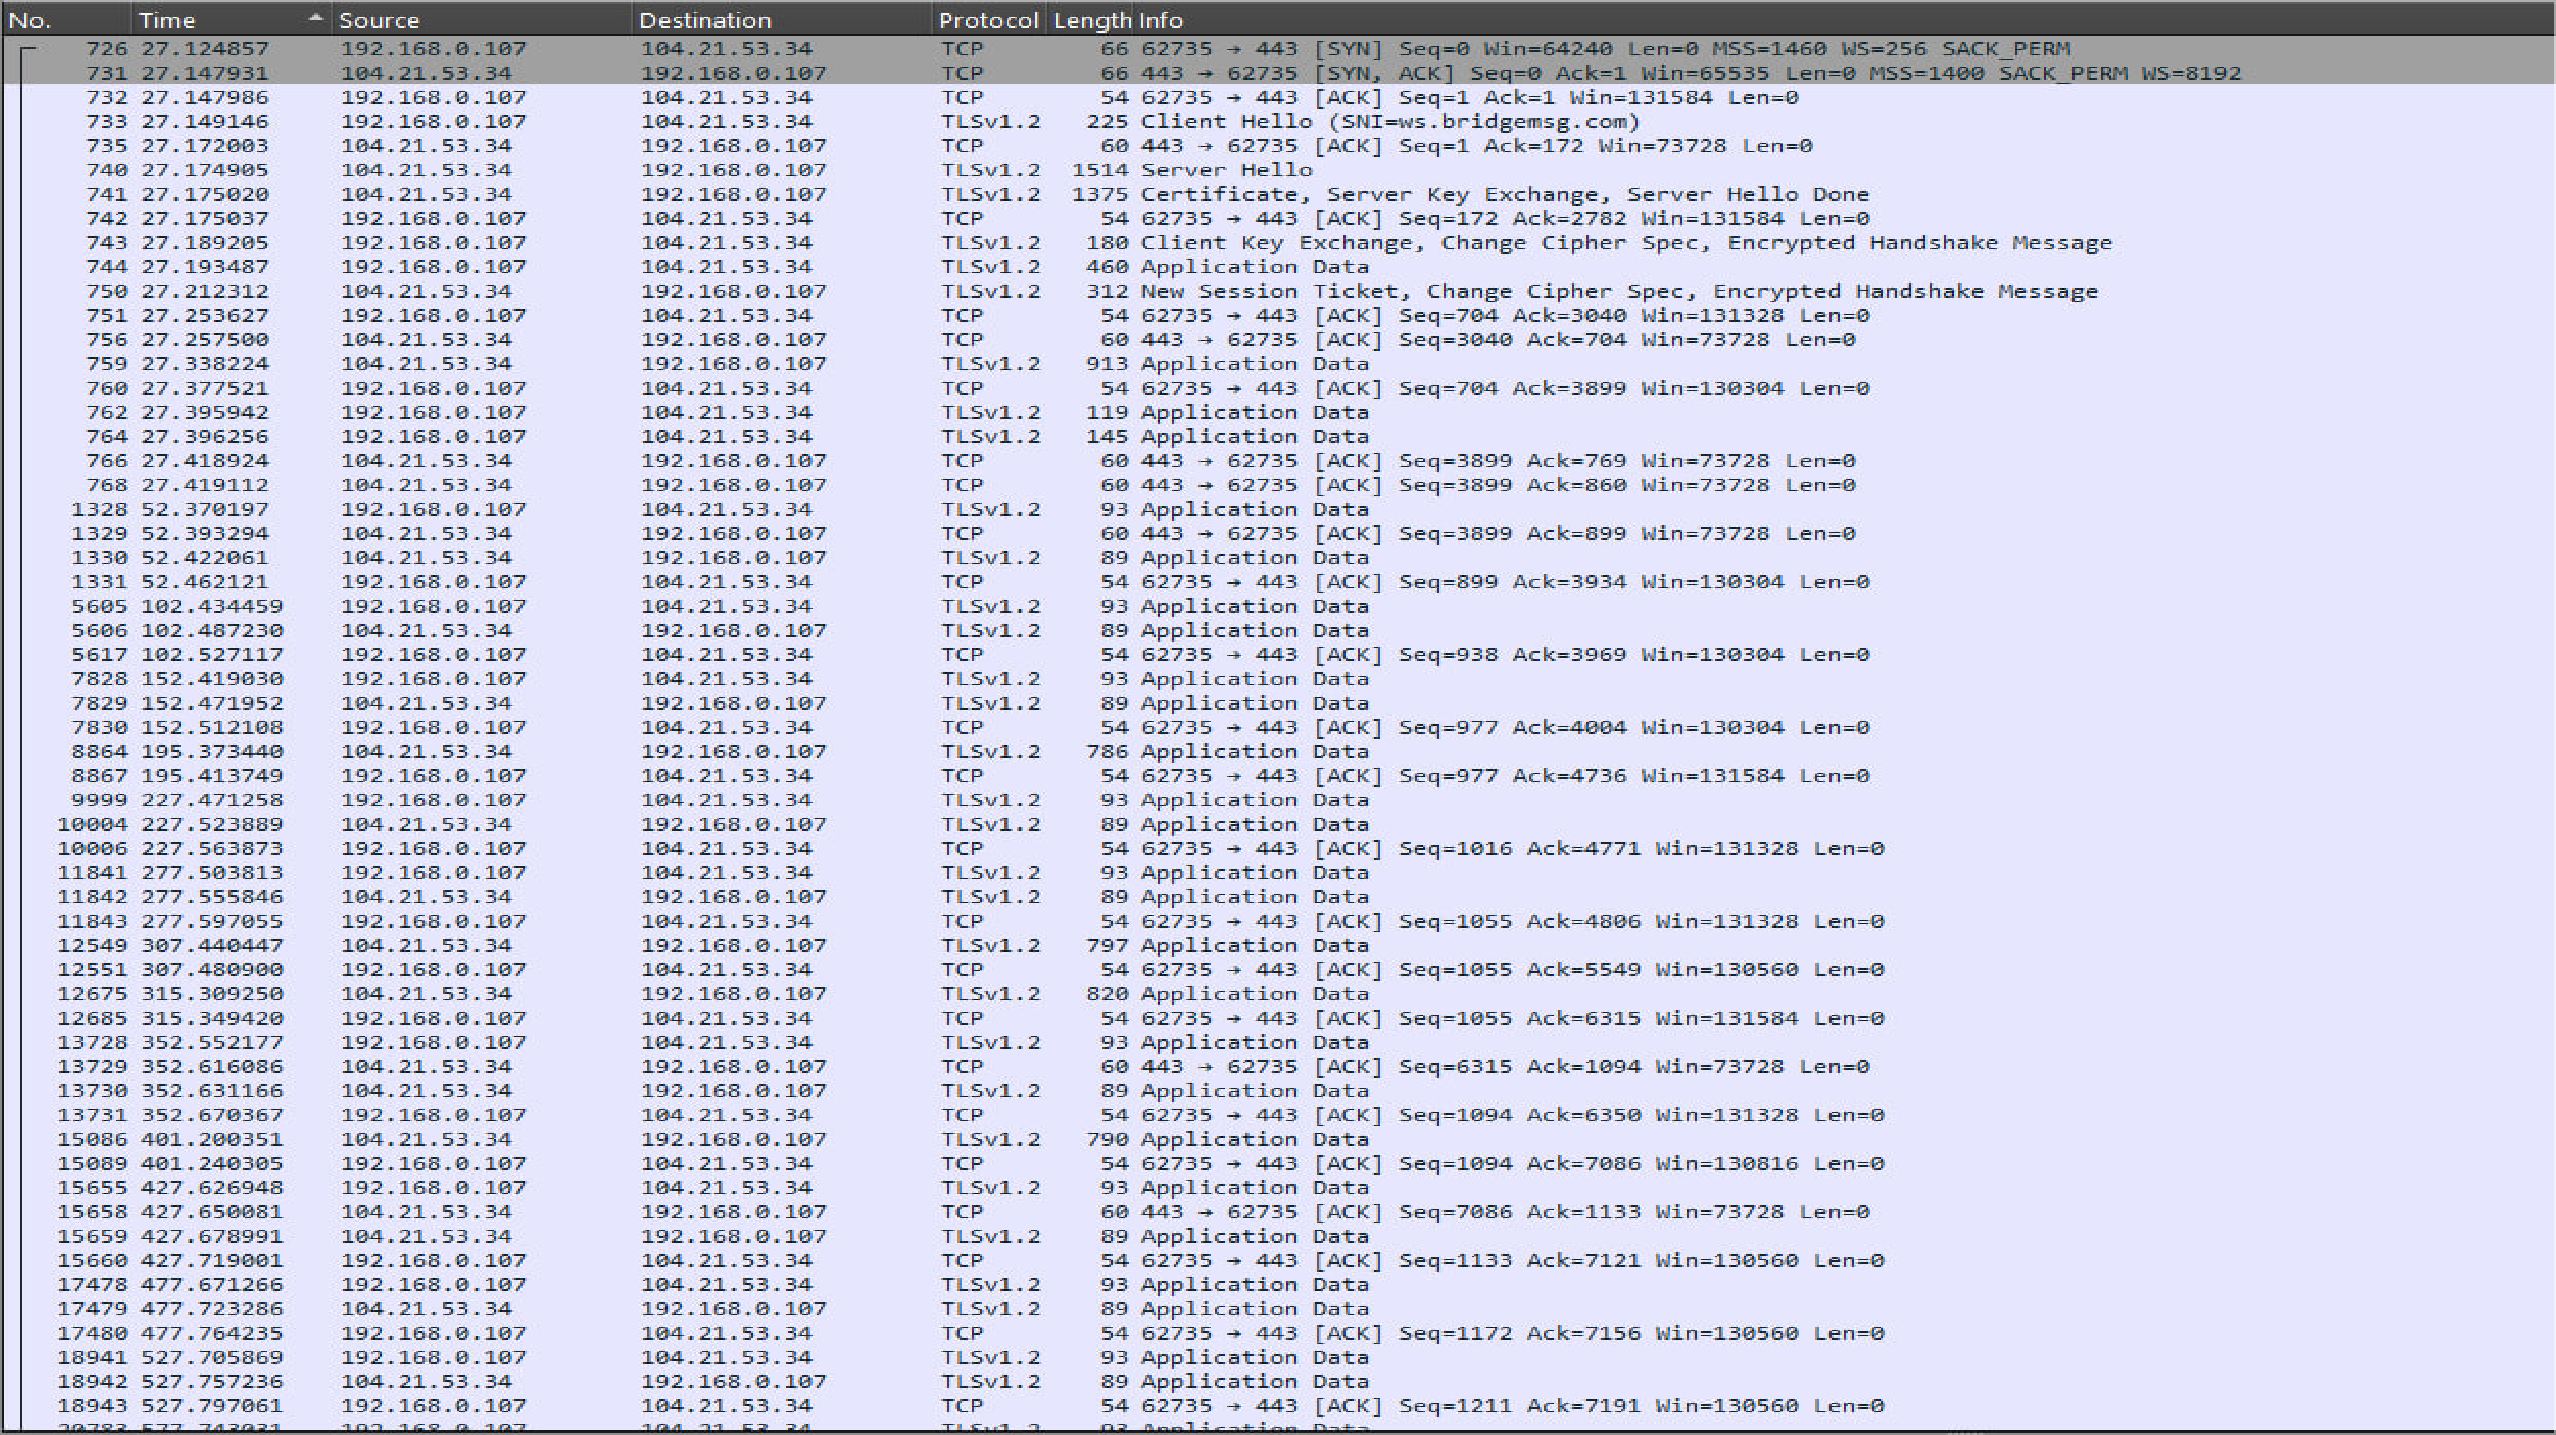 No. Time Source Destination Protocol Length Info
726 27.124857 192.168.0.107 104.21.53.34 TCP 66 62735 → 443 [SYN] Seq=0 Win=64240 Len=0 MSS=1460 WS=256 SACK_PERM
731 27.147931 104.21.53.34 192.168.0.107 TCP 66 443 → 62735 [SYN, ACK] Seq=0 Ack=1 Win=65535 Len=0 MSS=1400 SACK_PERM WS=8192
732 27.147986 192.168.0.107 104.21.53.34 TCP 54 62735 → 443 [ACK] Seq=1 Ack=1 Win=131584 Len=0
733 27.149146 192.168.0.107 104.21.53.34 TLSv1.2 225 Client Hello (SNI=ws.bridgemsg.com)
735 27.172003 104.21.53.34 192.168.0.107 TCP 60 443 → 62735 [ACK] Seq=1 Ack=172 Win=73728 Len=0
740 27.174905 104.21.53.34 192.168.0.107 TLSv1.2 1514 Server Hello
741 27.175020 104.21.53.34 192.168.0.107 TLSv1.2 1375 Certificate, Server Key Exchange, Server Hello Done
742 27.175037 192.168.0.107 104.21.53.34 TCP 54 62735 → 443 [ACK] Seq=172 Ack=2782 Win=131584 Len=0
743 27.189205 192.168.0.107 104.21.53.34 TLSv1.2 180 Client Key Exchange, Change Cipher Spec, Encrypted Handshake Message
744 27.193487 192.168.0.107 104.21.53.34 TLSv1.2 460 Application Data
750 27.212312 104.21.53.34 192.168.0.107 TLSv1.2 312 New Session Ticket, Change Cipher Spec, Encrypted Handshake Message
751 27.253627 192.168.0.107 104.21.53.34 TCP 54 62735 → 443 [ACK] Seq=704 Ack=3040 Win=131328 Len=0
756 27.257500 104.21.53.34 192.168.0.107 TCP 60 443 → 62735 [ACK] Seq=3040 Ack=704 Win=73728 Len=0
759 27.338224 104.21.53.34 192.168.0.107 TLSv1.2 913 Application Data
760 27.377521 192.168.0.107 104.21.53.34 TCP 54 62735 → 443 [ACK] Seq=704 Ack=3899 Win=130304 Len=0
762 27.395942 192.168.0.107 104.21.53.34 TLSv1.2 119 Application Data
764 27.396256 192.168.0.107 104.21.53.34 TLSv1.2 145 Application Data
766 27.418924 104.21.53.34 192.168.0.107 TCP 60 443 → 62735 [ACK] Seq=3899 Ack=769 Win=73728 Len=0
768 27.419112 104.21.53.34 192.168.0.107 TCP 60 443 → 62735 [ACK] Seq=3899 Ack=860 Win=73728 Len=0
1328 52.370197 192.168.0.107 104.21.53.34 TLSv1.2 93 Application Data
1329 52.393294 104.21.53.34 192.168.0.107 TCP 60 443 → 62735 [ACK] Seq=3899 Ack=899 Win=73728 Len=0
1330 52.422061 104.21.53.34 192.168.0.107 TLSv1.2 89 Application Data
1331 52.462121 192.168.0.107 104.21.53.34 TCP 54 62735 → 443 [ACK] Seq=899 Ack=3934 Win=130304 Len=0
5605 102.434459 192.168.0.107 104.21.53.34 TLSv1.2 93 Application Data
5606 102.487230 104.21.53.34 192.168.0.107 TLSv1.2 89 Application Data
5617 102.527117 192.168.0.107 104.21.53.34 TCP 54 62735 → 443 [ACK] Seq=938 Ack=3969 Win=130304 Len=0
7828 152.419030 192.168.0.107 104.21.53.34 TLSv1.2 93 Application Data
7829 152.471952 104.21.53.34 192.168.0.107 TLSv1.2 89 Application Data
7830 152.512108 192.168.0.107 104.21.53.34 TCP 54 62735 → 443 [ACK] Seq=977 Ack=4004 Win=130304 Len=0
8864 195.373440 104.21.53.34 192.168.0.107 TLSv1.2 786 Application Data
8867 195.413749 192.168.0.107 104.21.53.34 TCP 54 62735 → 443 [ACK] Seq=977 Ack=4736 Win=131584 Len=0
9999 227.471258 192.168.0.107 104.21.53.34 TLSv1.2 93 Application Data
10004 227.523889 104.21.53.34 192.168.0.107 TLSv1.2 89 Application Data
10006 227.563873 192.168.0.107 104.21.53.34 TCP 54 62735 → 443 [ACK] Seq=1016 Ack=4771 Win=131328 Len=0
11841 277.503813 192.168.0.107 104.21.53.34 TLSv1.2 93 Application Data
11842 277.555846 104.21.53.34 192.168.0.107 TLSv1.2 89 Application Data
11843 277.597055 192.168.0.107 104.21.53.34 TCP 54 62735 → 443 [ACK] Seq=1055 Ack=4806 Win=131328 Len=0
12549 307.440447 104.21.53.34 192.168.0.107 TLSv1.2 797 Application Data
12551 307.480900 192.168.0.107 104.21.53.34 TCP 54 62735 → 443 [ACK] Seq=1055 Ack=5549 Win=130560 Len=0
12675 315.309250 104.21.53.34 192.168.0.107 TLSv1.2 820 Application Data
12685 315.349420 192.168.0.107 104.21.53.34 TCP 54 62735 → 443 [ACK] Seq=1055 Ack=6315 Win=131584 Len=0
13728 352.552177 192.168.0.107 104.21.53.34 TLSv1.2 93 Application Data
13729 352.616086 104.21.53.34 192.168.0.107 TCP 60 443 → 62735 [ACK] Seq=6315 Ack=1094 Win=73728 Len=0
13730 352.631166 104.21.53.34 192.168.0.107 TLSv1.2 89 Application Data
13731 352.670367 192.168.0.107 104.21.53.34 TCP 54 62735 → 443 [ACK] Seq=1094 Ack=6350 Win=131328 Len=0
15086 401.200351 104.21.53.34 192.168.0.107 TLSv1.2 790 Application Data
15089 401.240305 192.168.0.107 104.21.53.34 TCP 54 62735 → 443 [ACK] Seq=1094 Ack=7086 Win=130816 Len=0
15655 427.626948 192.168.0.107 104.21.53.34 TLSv1.2 93 Application Data
15658 427.650081 104.21.53.34 192.168.0.107 TCP 60 443 → 62735 [ACK] Seq=7086 Ack=1133 Win=73728 Len=0
15659 427.678991 104.21.53.34 192.168.0.107 TLSv1.2 89 Application Data
15660 427.719001 192.168.0.107 104.21.53.34 TCP 54 62735 → 443 [ACK] Seq=1133 Ack=7121 Win=130560 Len=0
17478 477.671266 192.168.0.107 104.21.53.34 TLSv1.2 93 Application Data
17479 477.723286 104.21.53.34 192.168.0.107 TLSv1.2 89 Application Data
17480 477.764235 192.168.0.107 104.21.53.34 TCP 54 62735 → 443 [ACK] Seq=1172 Ack=7156 Win=130560 Len=0
18941 527.705869 192.168.0.107 104.21.53.34 TLSv1.2 93 Application Data
18942 527.757236 104.21.53.34 192.168.0.107 TLSv1.2 89 Application Data
18943 527.797061 192.168.0.107 104.21.53.34 TCP 54 62735 → 443 [ACK] Seq=1211 Ack=7191 Win=130560 Len=0